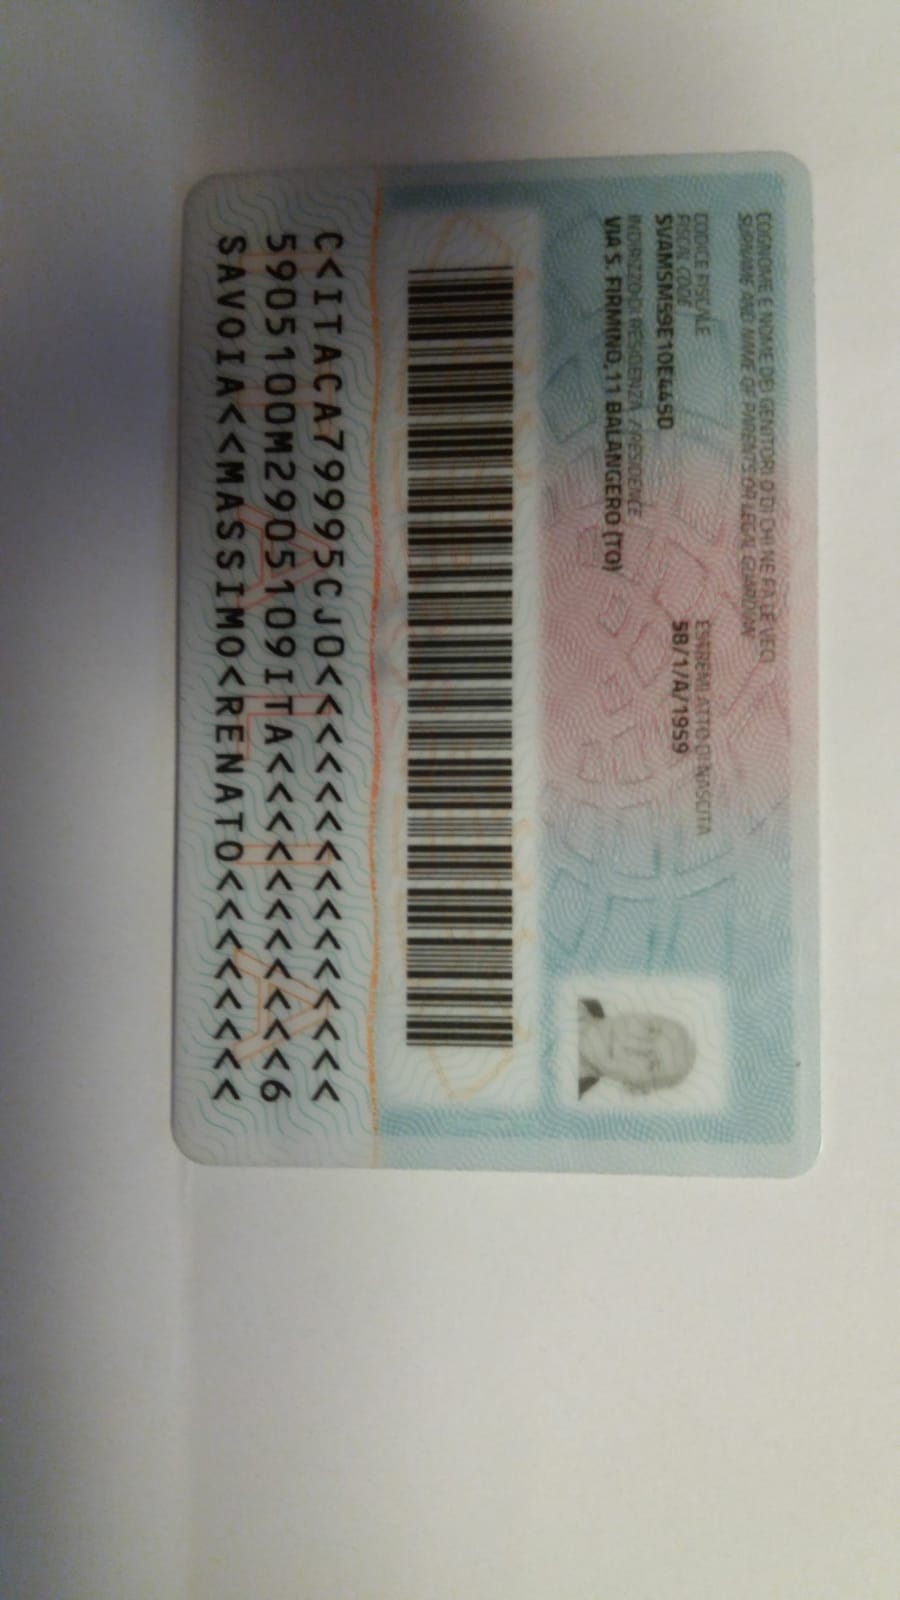 COGNOME E NOME DEI GENITORI O DI CHI NE FA LE VECI
SURNAME AND NAME OF PARENTS OR LEGAL GUARDIAN
CODICE FISCALE
FISCAL CODE
SVAMSM59E10E445D
ESTREMI ATTO DI NASCITA
58/1/A/1959
INDIRIZZO DI RESIDENZA / RESIDENCE
VIA S. FIRMINO, 11 BALANGERO (TO)
C<ITACA79995CJ0<<<<<<<<<<<<<<<
5905100M2905109ITA<<<<<<<<<<<6
SAVOIA<<MASSIMO<RENATO<<<<<<<<
ITALIA